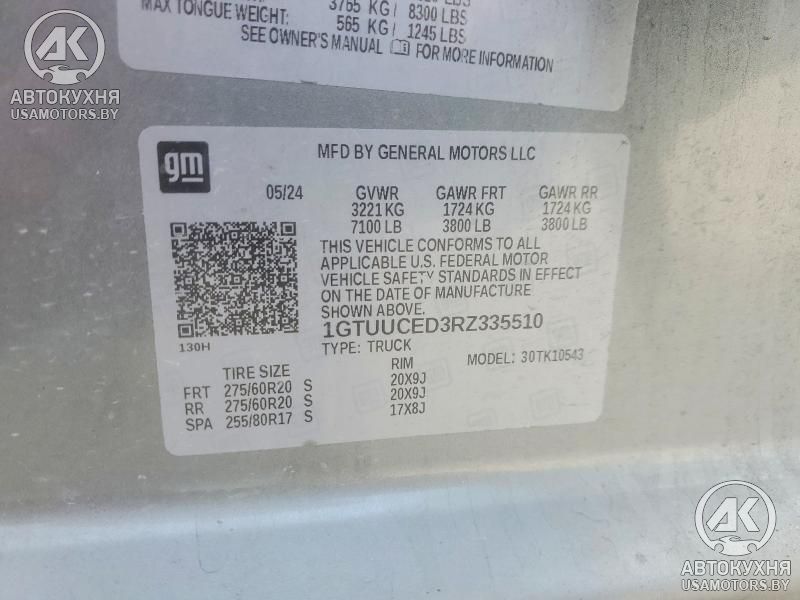 3765 KG/ 8300 LBS
MAX TONGUE WEIGHT: 565 KG/ 1245 LBS
SEE OWNER'S MANUAL FOR MORE INFORMATION
AK
АВТОКУХНЯ
USAMOTORS.BY
gm
MFD BY GENERAL MOTORS LLC
05/24 GVWR GAWR FRT GAWR RR
3221 KG 1724 KG 1724 KG
7100 LB 3800 LB 3800 LB
THIS VEHICLE CONFORMS TO ALL
APPLICABLE U.S. FEDERAL MOTOR
VEHICLE SAFETY STANDARDS IN EFFECT
ON THE DATE OF MANUFACTURE
SHOWN ABOVE.
1GTUUCED3RZ335510
130H
TYPE: TRUCK MODEL: 30TK10543
TIRE SIZE RIM
FRT 275/60R20 S 20X9J
RR 275/60R20 S 20X9J
SPA 255/80R17 S 17X8J
AK
АВТОКУХНЯ
USAMOTORS.BY